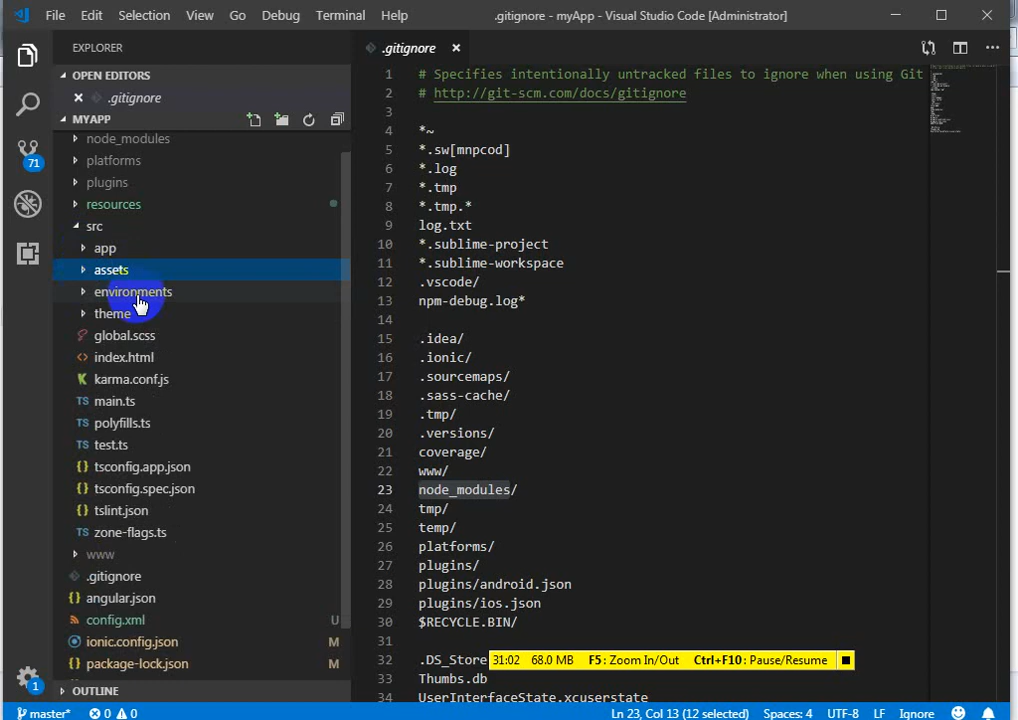 File Edit Selection View Go Debug Terminal Help .gitignore - myApp - Visual Studio Code [Administrator]
EXPLORER
OPEN EDITORS
.gitignore
MYAPP
node_modules
platforms
plugins
resources
src
app
assets
environments
theme
global.scss
index.html
K karma.conf.js
TS main.ts
TS polyfills.ts
TS test.ts
{} tsconfig.app.json
{} tsconfig.spec.json
{} tslint.json
TS zone-flags.ts
www
.gitignore
{} angular.json
config.xml U
ionic.config.json M
{} package-lock.json M
OUTLINE
71
1
.gitignore
1 # Specifies intentionally untracked files to ignore when using Git
2 # http://git-scm.com/docs/gitignore
3
4 *~
5 *.sw[mnpcod]
6 *.log
7 *.tmp
8 *.tmp.*
9 log.txt
10 *.sublime-project
11 *.sublime-workspace
12 .vscode/
13 npm-debug.log*
14
15 .idea/
16 .ionic/
17 .sourcemaps/
18 .sass-cache/
19 .tmp/
20 .versions/
21 coverage/
22 www/
23 node_modules/
24 tmp/
25 temp/
26 platforms/
27 plugins/
28 plugins/android.json
29 plugins/ios.json
30 $RECYCLE.BIN/
31
32 .DS_Store
33 Thumbs.db
34 UserInterfaceState.xcuserstate
31:02 68.0 MB F5: Zoom In/Out Ctrl+F10: Pause/Resume
master* 0 0 Ln 23, Col 13 (12 selected) Spaces: 4 UTF-8 LF Ignore